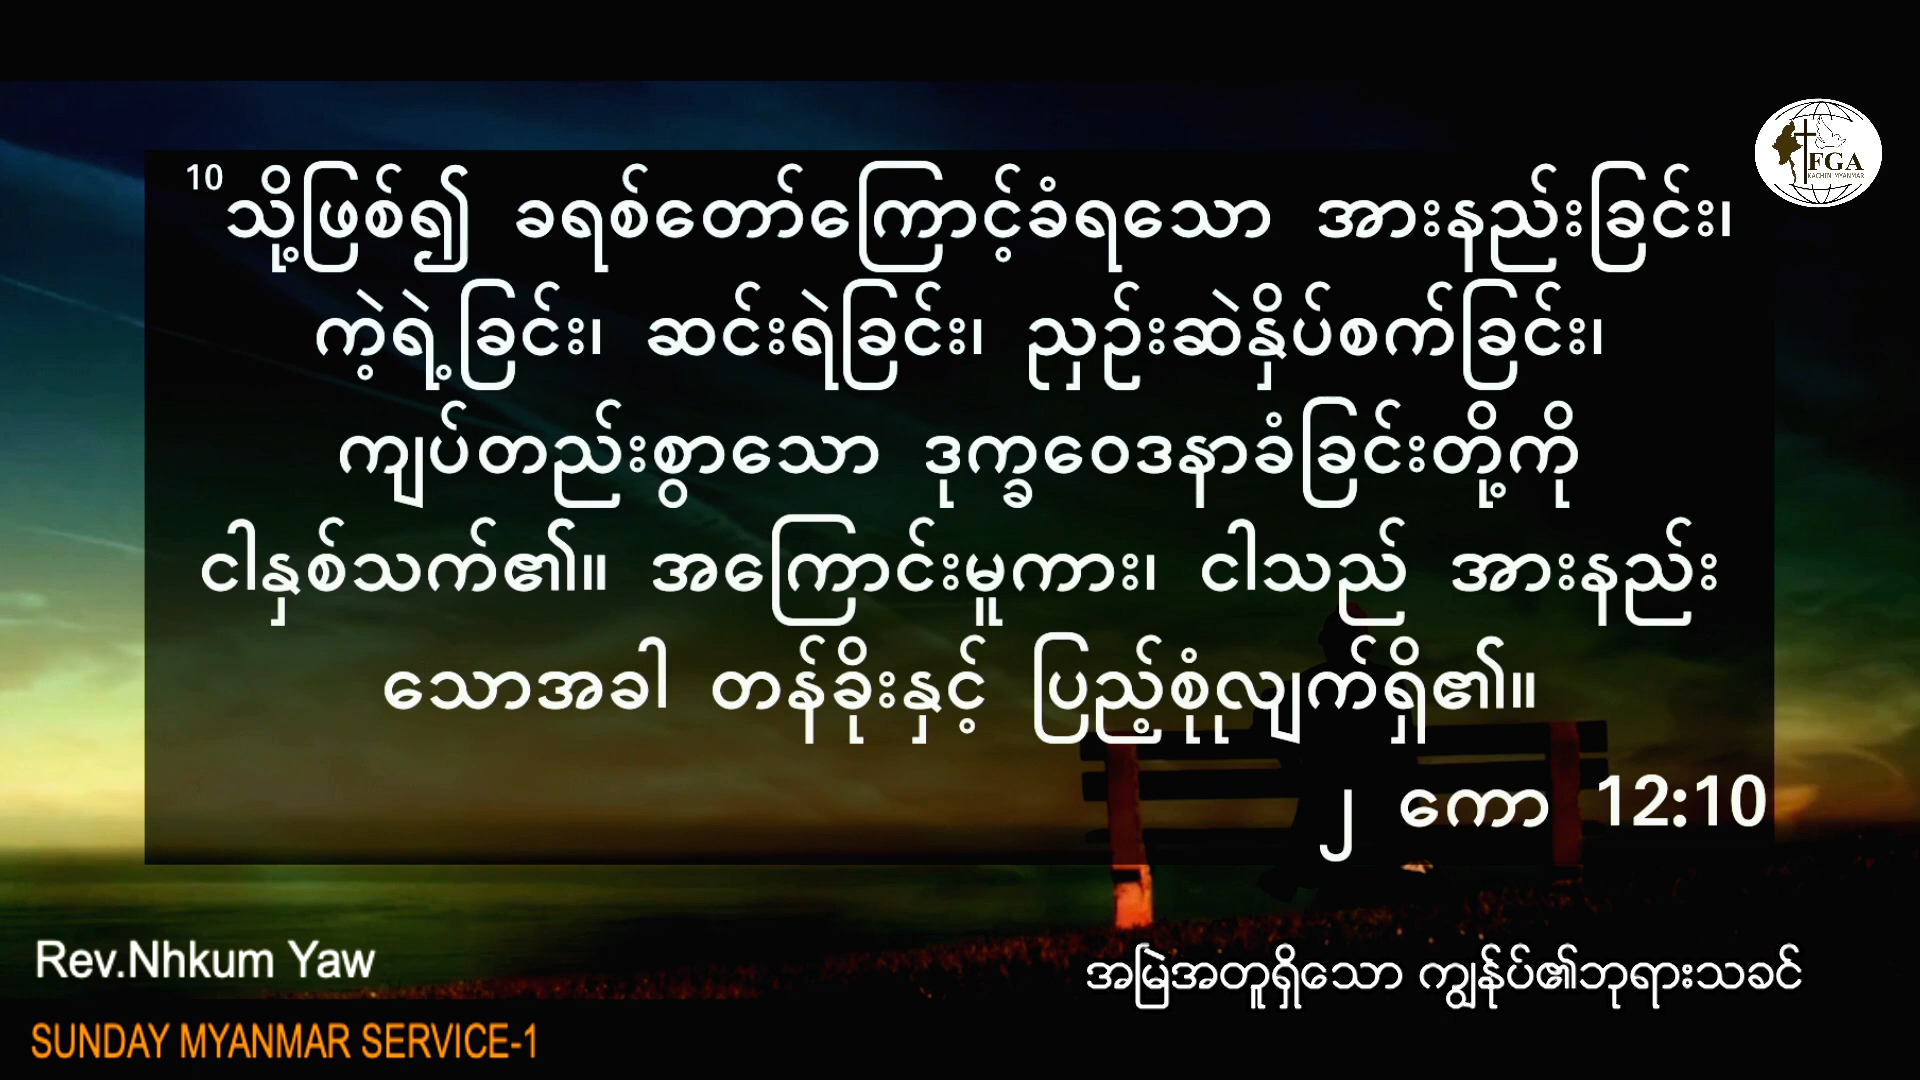 10 သို့ဖြစ်၍ ခရစ်တော်ကြောင့်ခံရသော အားနည်းခြင်း၊
ကဲ့ရဲ့ခြင်း၊ ဆင်းရဲခြင်း၊ ညှဉ်းဆဲနှိပ်စက်ခြင်း၊
ကျပ်တည်းစွာသော ဒုက္ခဝေဒနာခံခြင်းတို့ကို
ငါနှစ်သက်၏။ အကြောင်းမူကား၊ ငါသည် အားနည်း
သောအခါ တန်ခိုးနှင့် ပြည့်စုံလျက်ရှိ၏။
၂ ကော 12:10
FGA
KACHIN MYANMAR
Rev.Nhkum Yaw
အမြဲအတူရှိသော ကျွန်ုပ်၏ဘုရားသခင်
SUNDAY MYANMAR SERVICE-1